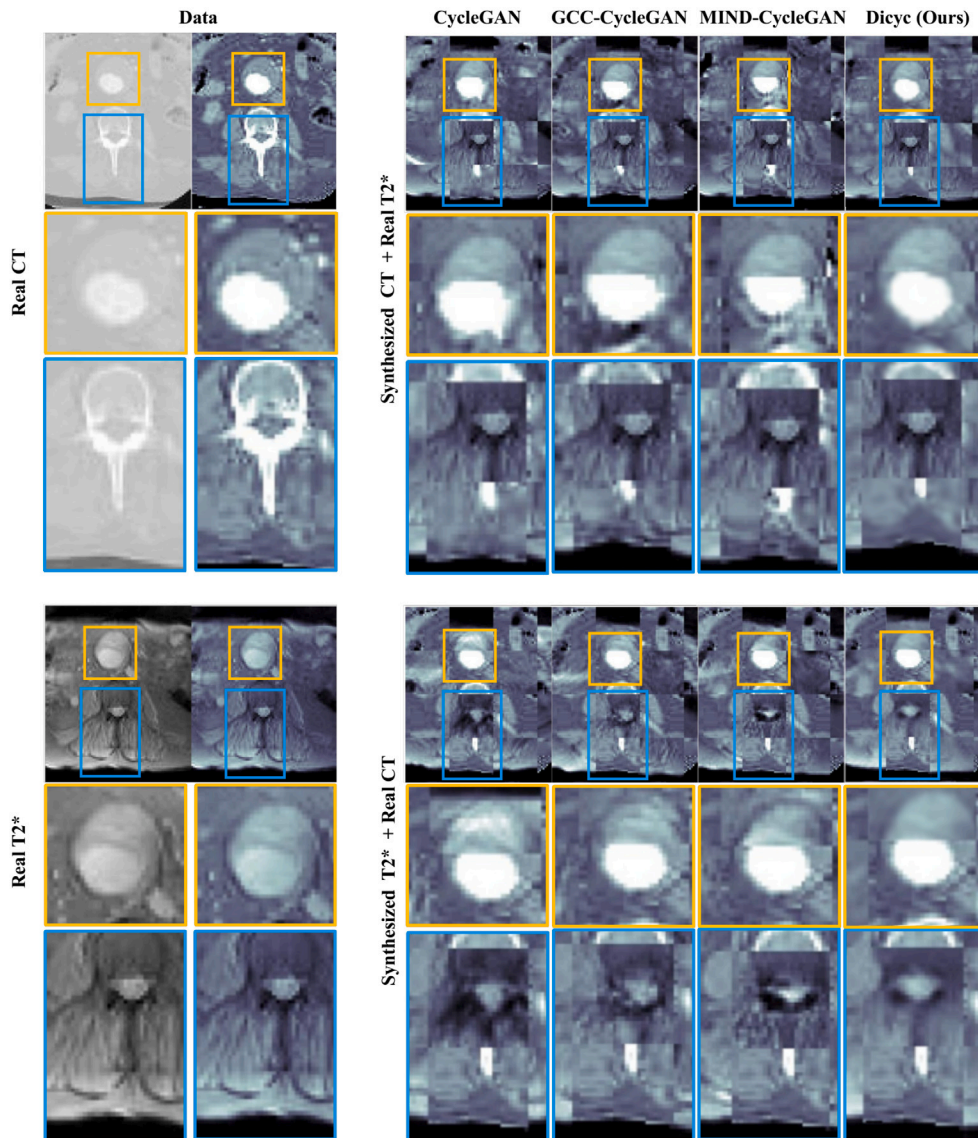 Data
CycleGAN GCC-CycleGAN MIND-CycleGAN Dicyc (Ours)
Real CT
Synthesized CT + Real T2*
Real T2*
Synthesized T2* + Real CT